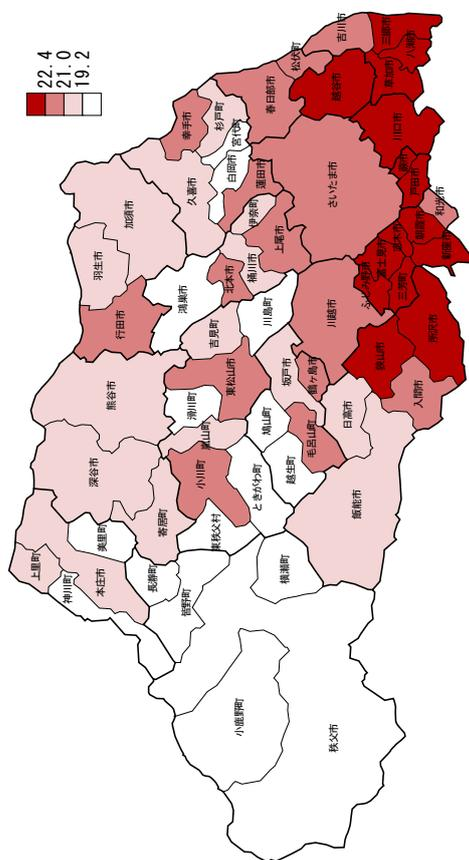 22.4
21.0
19.2
上里町
神川町
本庄市
美里町
深谷市
熊谷市
行田市
羽生市
加須市
久喜市
幸手市
杉戸町
宮代町
白岡市
蓮田市
伊奈町
春日部市
松伏町
吉川市
三郷市
八潮市
草加市
越谷市
川口市
蕨市
戸田市
さいたま市
上尾市
桶川市
北本市
鴻巣市
吉見町
川島町
川越市
東松山市
滑川町
嵐山町
小川町
寄居町
長瀞町
皆野町
東秩父村
ときがわ町
鳩山町
坂戸市
鶴ヶ島市
毛呂山町
越生町
日高市
飯能市
横瀬町
秩父市
小鹿野町
入間市
狭山市
所沢市
三芳町
ふじみ野市
富士見市
志木市
朝霞市
新座市
和光市